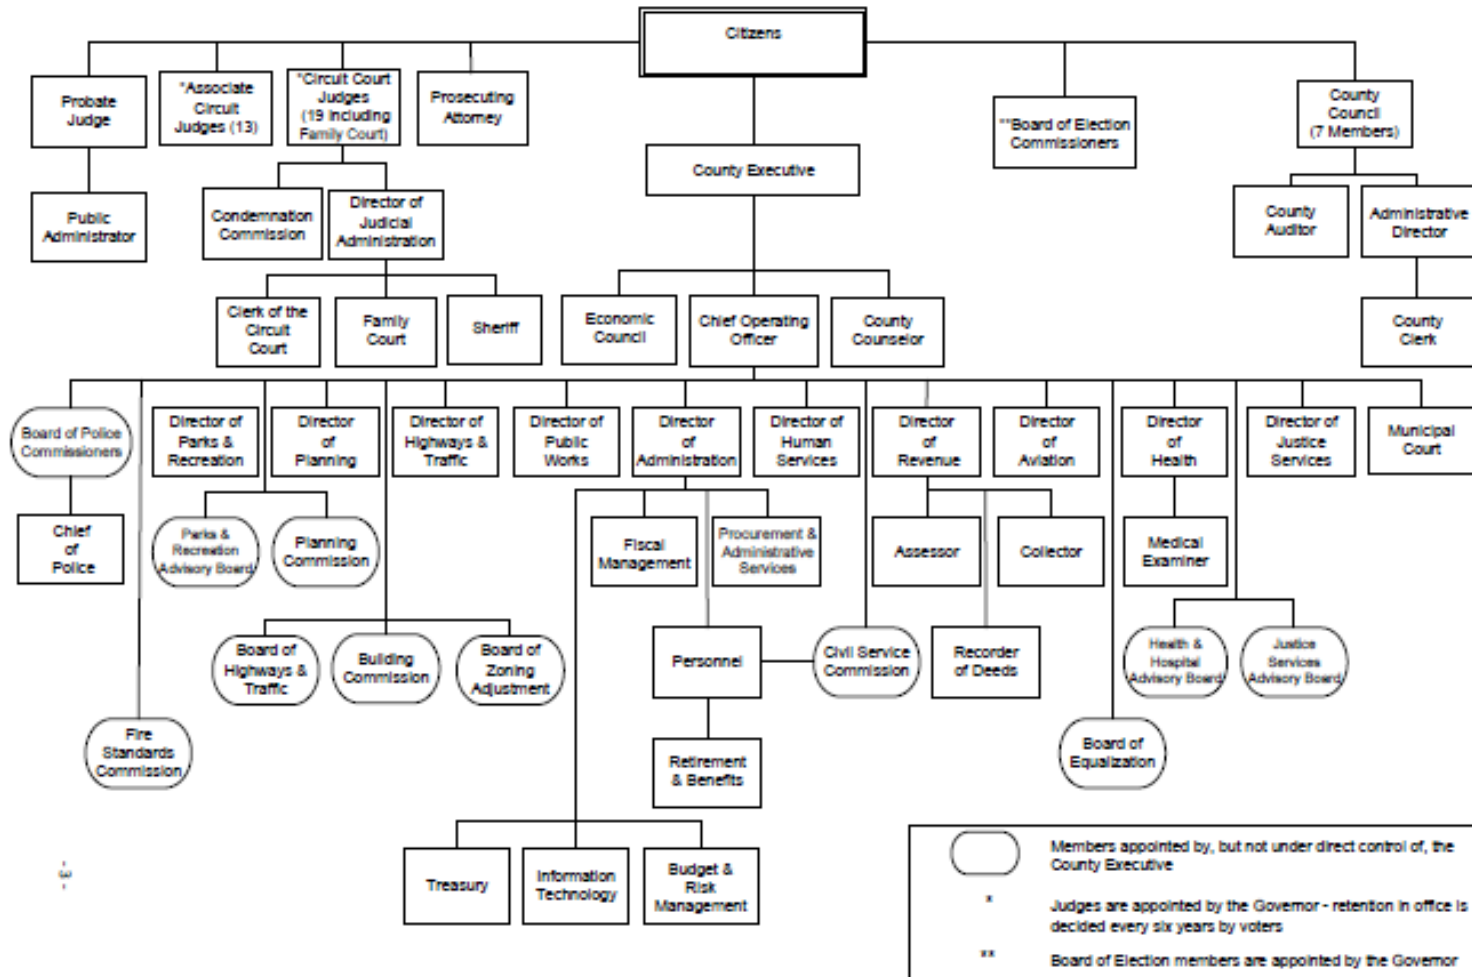 Citizens
Probate
Judge
*Associate
Circuit
Judges (13)
*Circuit Court
Judges
(19 Including
Family Court)
Prosecuting
Attorney
**Board of Election
Commissioners
County
Council
(7 Members)
County Executive
Public
Administrator
Condemnation
Commission
Director of
Judicial
Administration
County
Auditor
Administrative
Director
Clerk of the
Circuit
Court
Family
Court
Sheriff
Economic
Council
Chief Operating
Officer
County
Counselor
County
Clerk
Board of Police
Commissioners
Director of
Parks &
Recreation
Director
of
Planning
Director of
Highways &
Traffic
Director of
Public
Works
Director
of
Administration
Director of
Human
Services
Director
of
Revenue
Director
of
Aviation
Director
of
Health
Director of
Justice
Services
Municipal
Court
Chief
of
Police
Parks &
Recreation
Advisory Board
Planning
Commission
Fiscal
Management
Procurement &
Administrative
Services
Assessor
Collector
Medical
Examiner
Board of
Highways &
Traffic
Building
Commission
Board of
Zoning
Adjustment
Personnel
Civil Service
Commission
Recorder
of Deeds
Health &
Hospital
Advisory Board
Justice
Services
Advisory Board
Fire
Standards
Commission
Retirement
& Benefits
Board of
Equalization
Treasury
Information
Technology
Budget &
Risk
Management
-3-
Members appointed by, but not under direct control of, the
County Executive
* Judges are appointed by the Governor - retention in office is
decided every six years by voters
** Board of Election members are appointed by the Governor